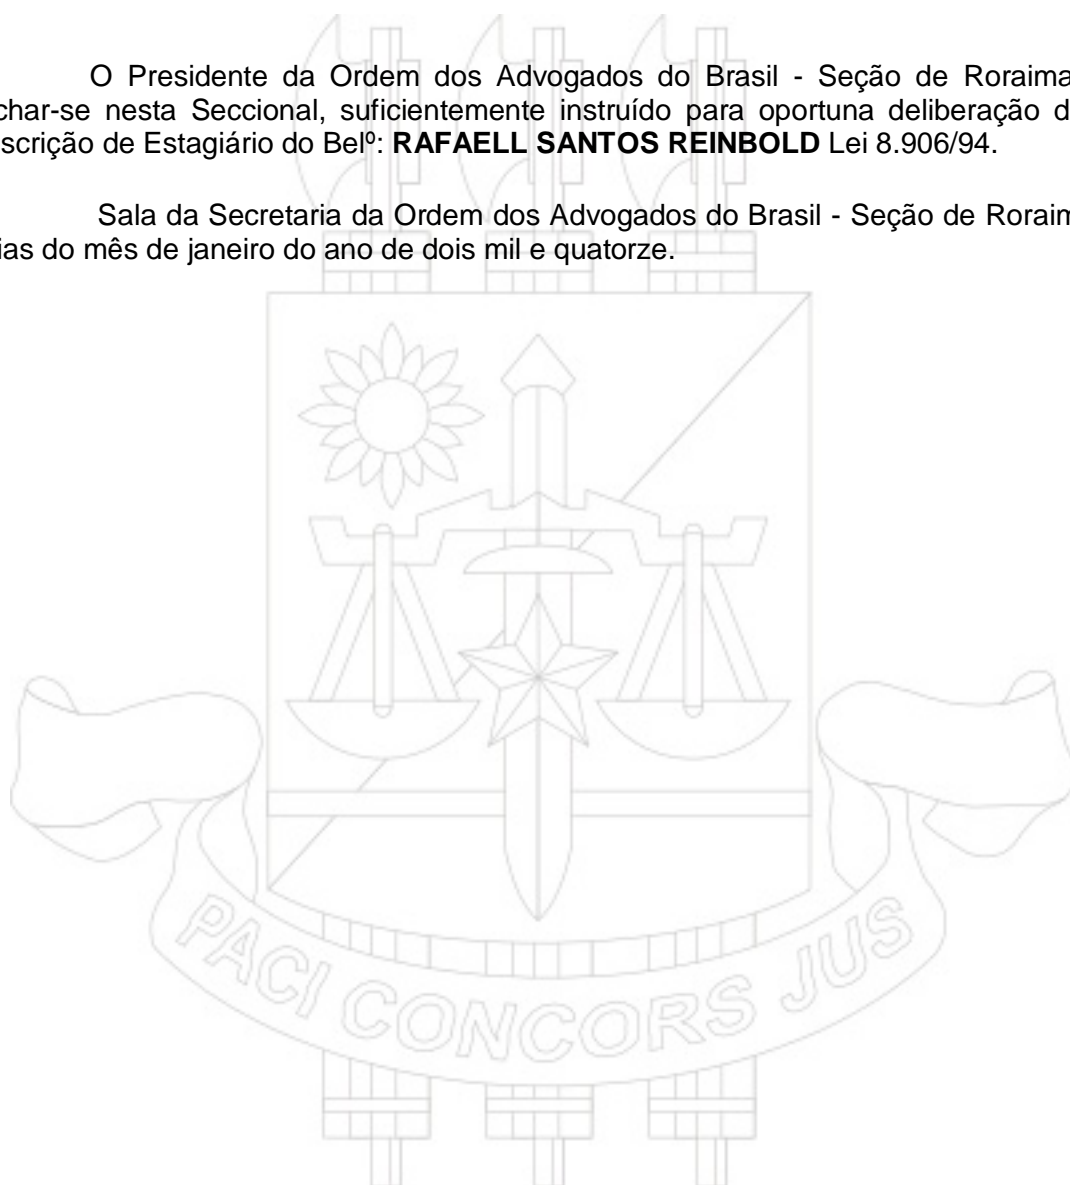 O Presidente da Ordem dos Advogados do Brasil - Seção de Roraima
char-se nesta Seccional, suficientemente instruído para oportuna deliberação d
scrição de Estagiário do Belº: RAFAELL SANTOS REINBOLD Lei 8.906/94.
Sala da Secretaria da Ordem dos Advogados do Brasil - Seção de Roraim
ias do mês de janeiro do ano de dois mil e quatorze.
PACI CONCORS JUS